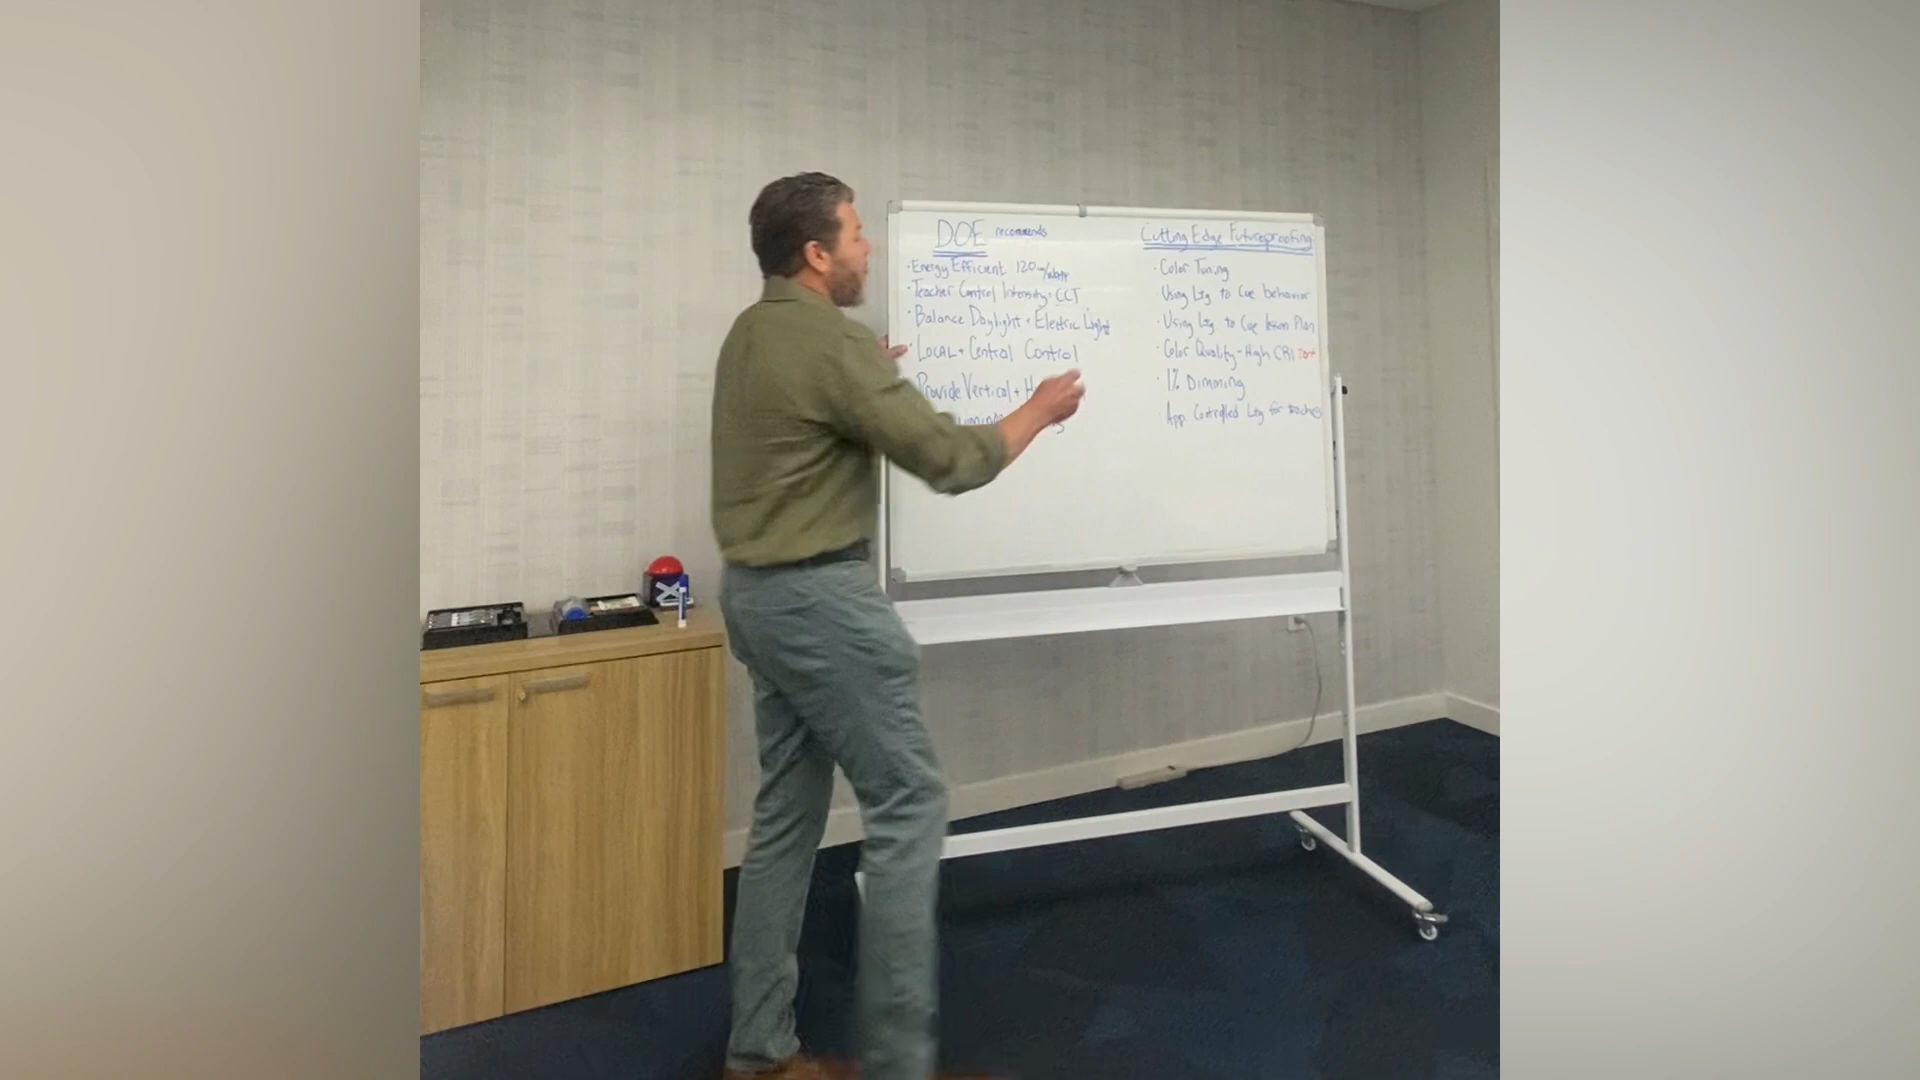 DOE recommends
• Energy Efficient 120 /watt
• Teacher Control Intensity + CCT
• Balance Daylight + Electric Light
• LOCAL + Central Control
Provide Vertical + H
Cutting Edge Futureproofing
• Color Tuning
Using Ltg to Cue behavior
• Using Ltg to Cue lesson Plan
• Color Quality - High CRI 90+
• 1% Dimming
• App. Controlled Ltg for teacher